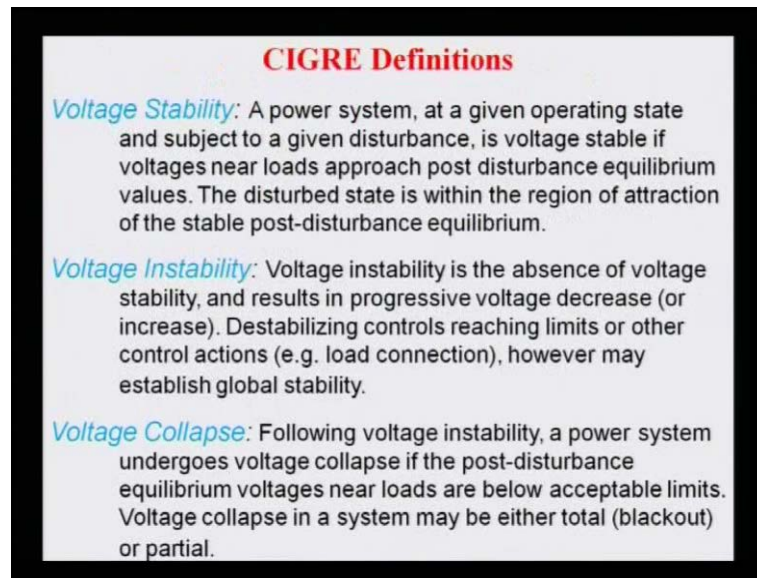 CIGRE Definitions
Voltage Stability: A power system, at a given operating state
and subject to a given disturbance, is voltage stable if
voltages near loads approach post disturbance equilibrium
values. The disturbed state is within the region of attraction
of the stable post-disturbance equilibrium.
Voltage Instability: Voltage instability is the absence of voltage
stability, and results in progressive voltage decrease (or
increase). Destabilizing controls reaching limits or other
control actions (e.g. load connection), however may
establish global stability.
Voltage Collapse: Following voltage instability, a power system
undergoes voltage collapse if the post-disturbance
equilibrium voltages near loads are below acceptable limits.
Voltage collapse in a system may be either total (blackout)
or partial.